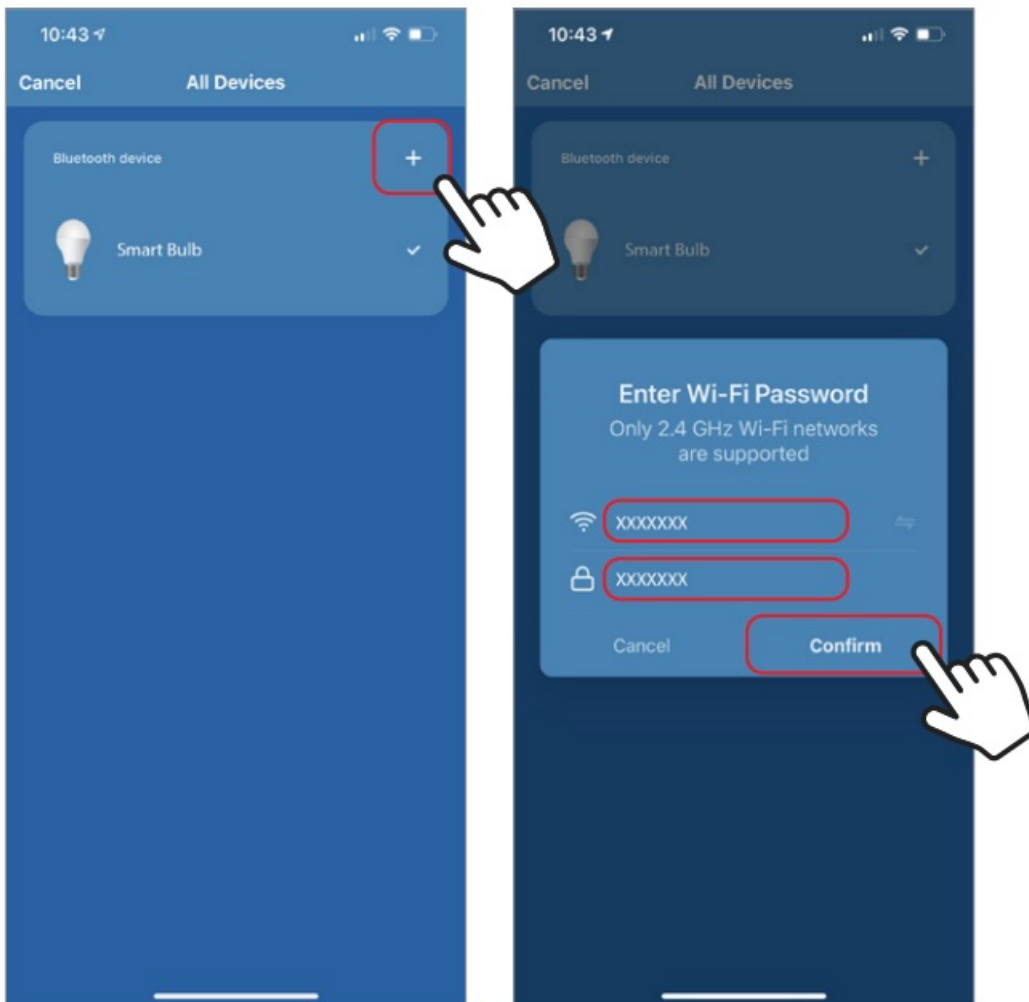 10:43
Cancel
All Devices
Bluetooth device
+
Smart Bulb
10:43
Cancel
All Devices
Bluetooth device
+
Smart Bulb
Enter Wi-Fi Password
Only 2.4 GHz Wi-Fi networks
are supported
XXXXXXX
XXXXXXX
Cancel
Confirm